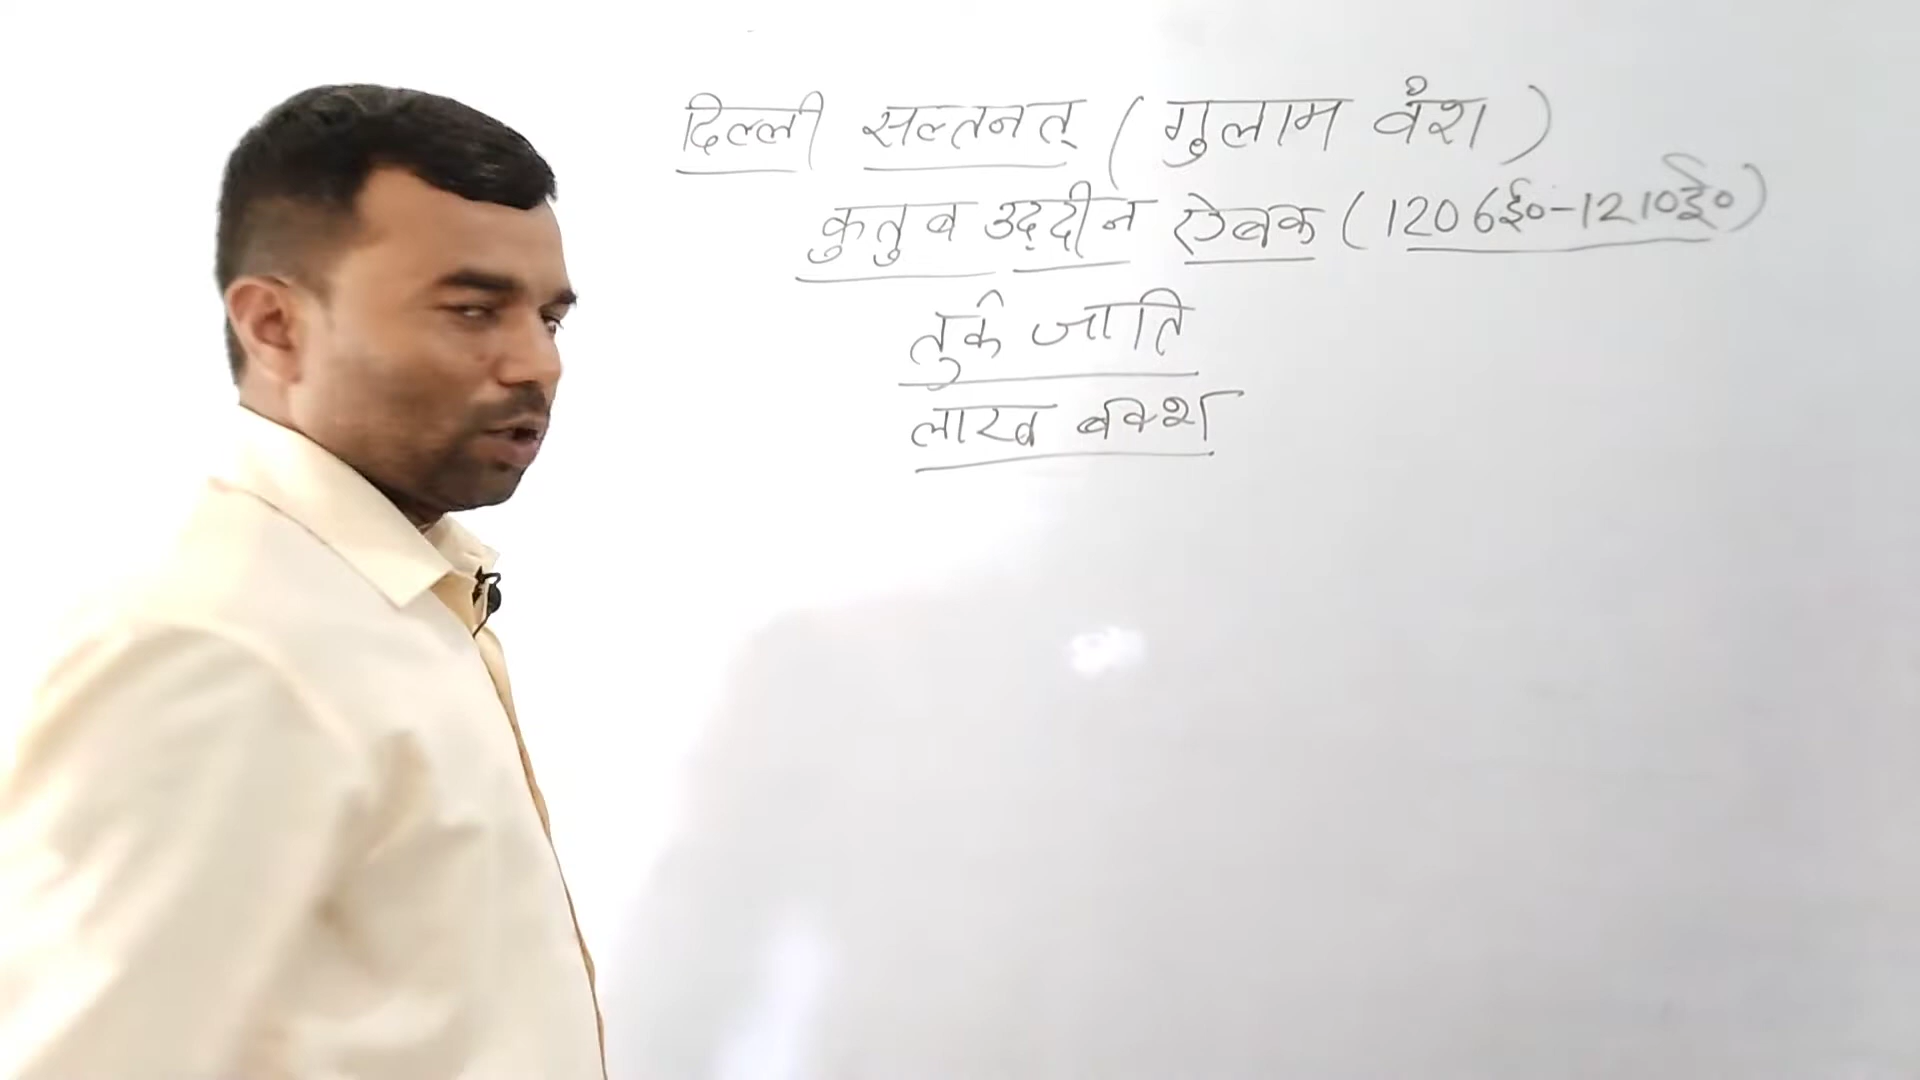 दिल्ली सल्तनत् (गुलाम वंश)
कुतुब उद्दीन ऐबक (1206ई०-1210ई०)
तुर्क जाति
लाख बक्श